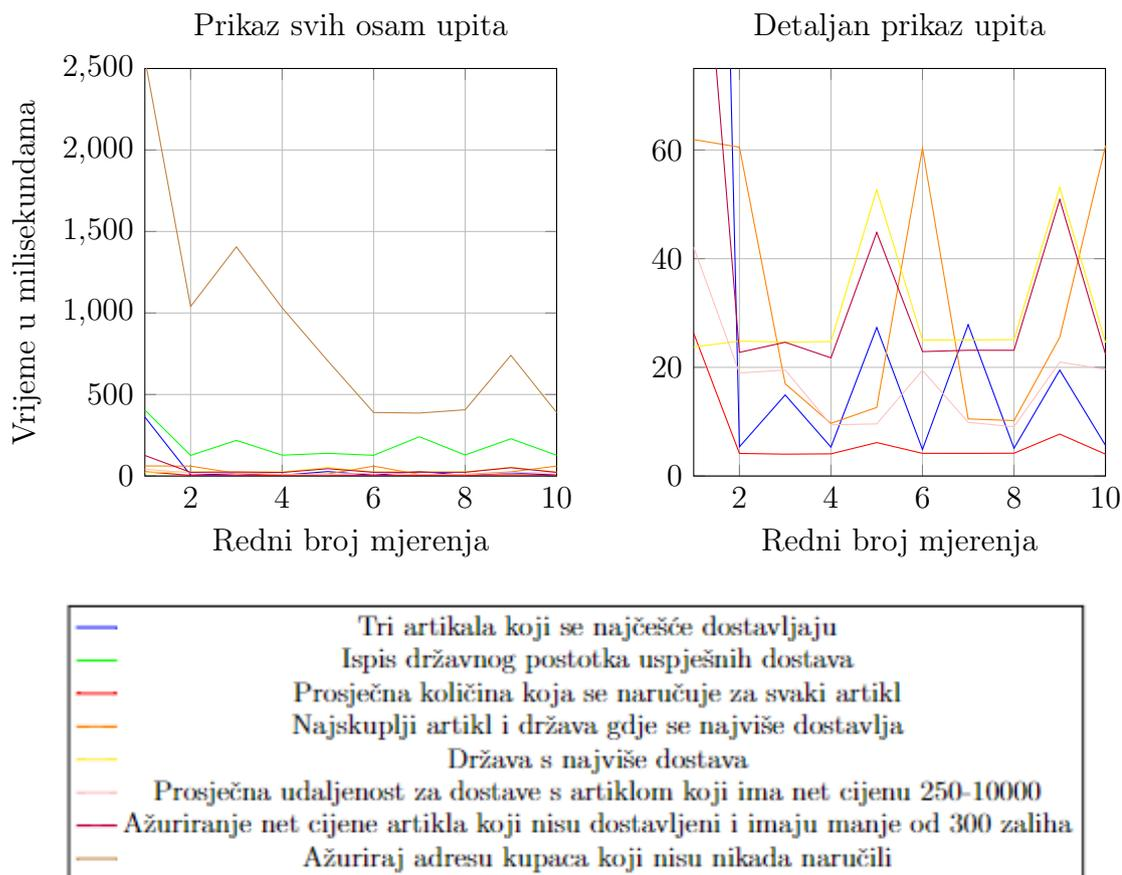 Prikaz svih osam upita
Detaljan prikaz upita
Vrijeme u milisekundama
2,500
2,000
1,500
1,000
500
0
2 4 6 8 10
Redni broj mjerenja
60
40
20
0
2 4 6 8 10
Redni broj mjerenja
Tri artikala koji se najčešće dostavljaju
Ispis državnog postotka uspješnih dostava
Prosječna količina koja se naručuje za svaki artikl
Najskuplji artikl i država gdje se najviše dostavlja
Država s najviše dostava
Prosječna udaljenost za dostave s artiklom koji ima net cijenu 250-10000
Ažuriranje net cijene artikla koji nisu dostavljeni i imaju manje od 300 zaliha
Ažuriraj adresu kupaca koji nisu nikada naručili